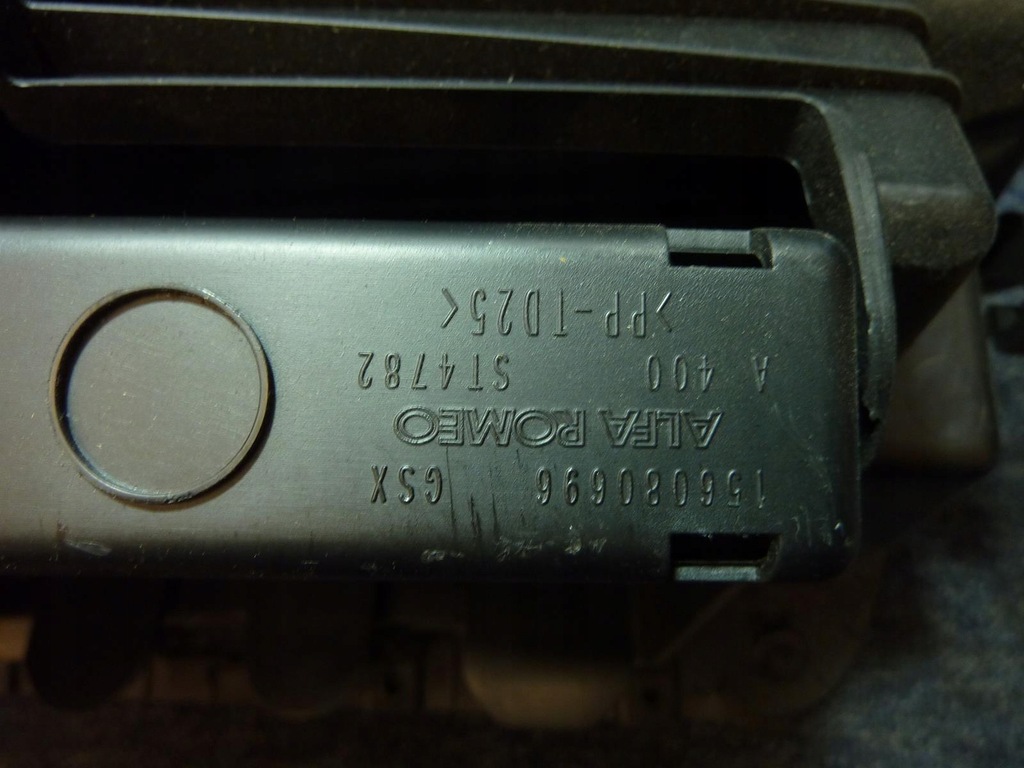 156080696 GSX
ALFA ROMEO
A 400 ST4782
>PP-TD25<